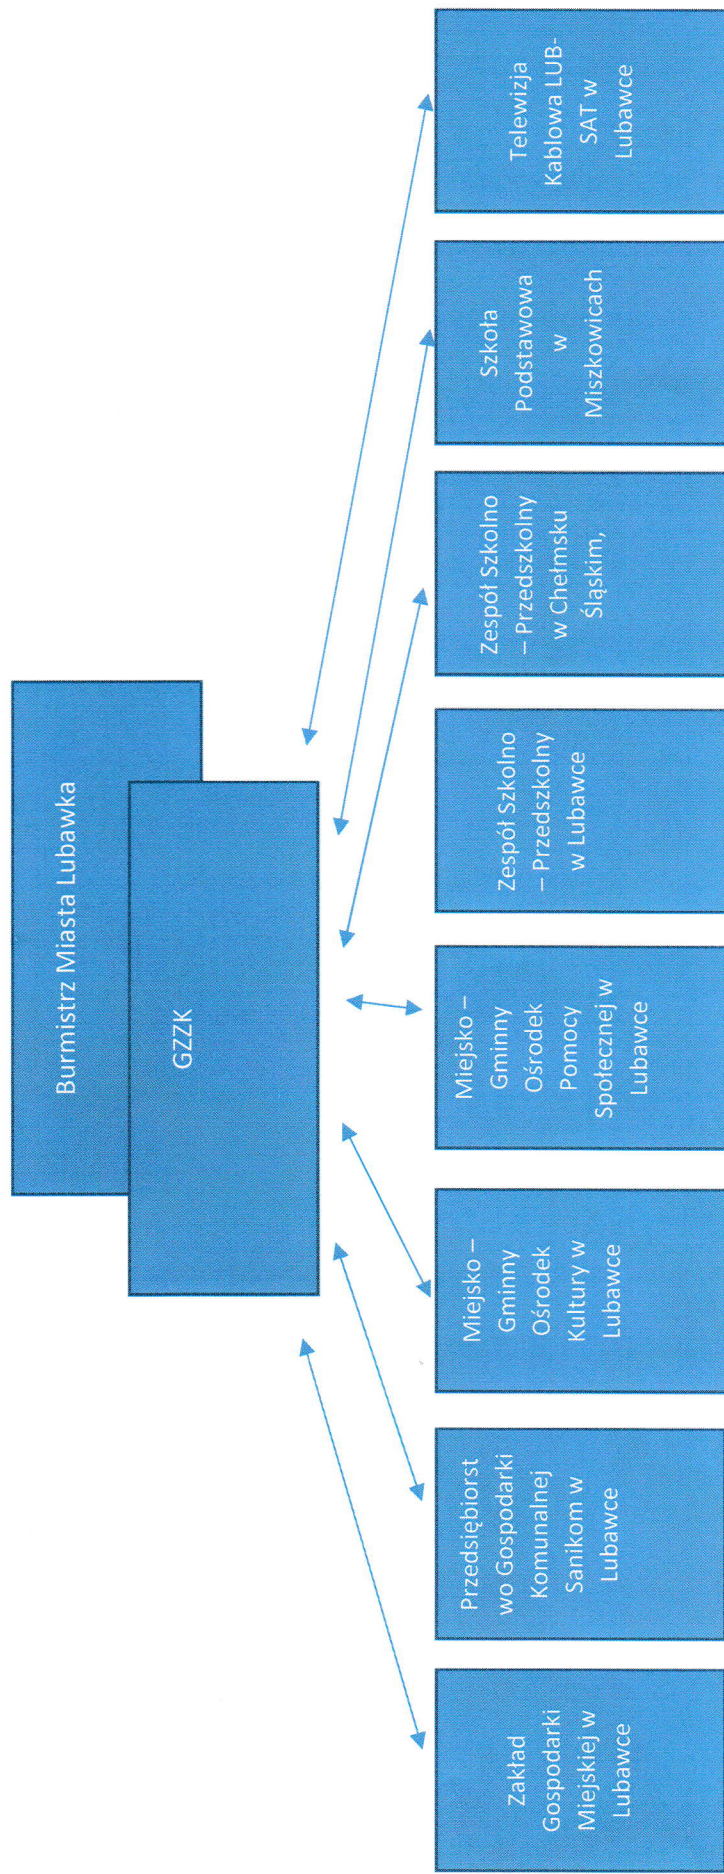 Burmistrz Miasta Lubawka
GZZK
Zakład
Gospodarki
Miejskiej w
Lubawce
Przedsiębiorst
wo Gospodarki
Komunalnej
Sanikom w
Lubawce
Miejsko –
Gminny
Ośrodek
Kultury w
Lubawce
Miejsko –
Gminny
Ośrodek
Pomocy
Społecznej w
Lubawce
Zespół Szkolno
– Przedszkolny
w Lubawce
Zespół Szkolno
– Przedszkolny
w Chełmsku
Śląskim,
Szkoła
Podstawowa
w
Miszkowicach
Telewizja
Kablowa LUB-
SAT w
Lubawce